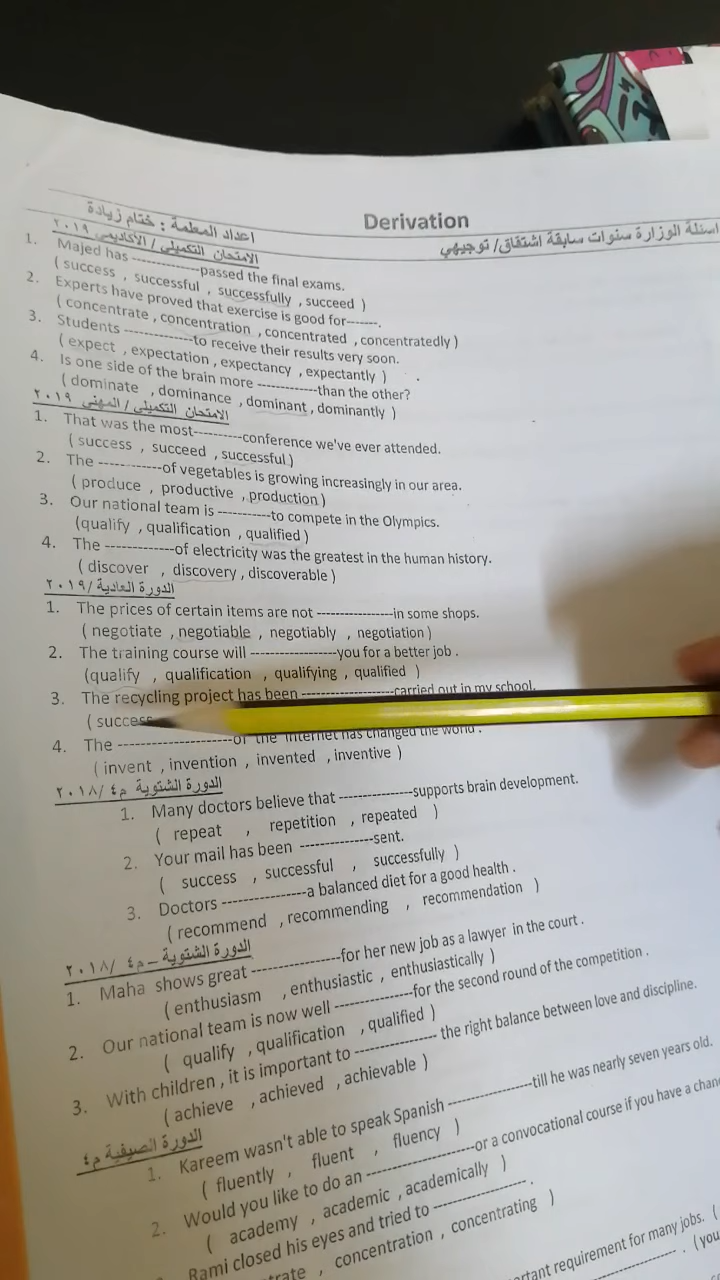 Derivation
اعداد المعلمة : ختام زيادة
اسئلة الوزارة سنوات سابقة اشتقاق/ توجيهي
الامتحان التكميلي / الأكاديمي ٢٠١٩
1. Majed has -------------passed the final exams.
( success , successful , successfully , succeed )
2. Experts have proved that exercise is good for-------.
( concentrate , concentration , concentrated , concentratedly )
3. Students -------------to receive their results very soon.
( expect , expectation , expectancy , expectantly )
4. Is one side of the brain more ------------than the other?
( dominate , dominance , dominant , dominantly )
الامتحان التكميلي / المهني ٢٠١٩
1. That was the most----------conference we've ever attended.
( success , succeed , successful )
2. The ------------of vegetables is growing increasingly in our area.
( produce , productive , production )
3. Our national team is -----------to compete in the Olympics.
(qualify , qualification , qualified )
4. The -------------of electricity was the greatest in the human history.
( discover , discovery , discoverable )
الدورة العادية /٢٠١٩
1. The prices of certain items are not ----------------in some shops.
( negotiate , negotiable , negotiably , negotiation )
2. The training course will ------------------you for a better job .
(qualify , qualification , qualifying , qualified )
3. The recycling project has been --------------------carried out in my school.
( success
4. The -----------------------of the Internet has changed the world .
( invent , invention , invented , inventive )
الدورة الشتوية م٤ /٢٠١٨
1. Many doctors believe that ---------------supports brain development.
( repeat , repetition , repeated )
2. Your mail has been ---------------sent.
( success , successful , successfully )
3. Doctors -----------------a balanced diet for a good health .
( recommend , recommending , recommendation )
الدورة الشتوية – م٤ /٢٠١٨
1. Maha shows great ------------------for her new job as a lawyer in the court .
( enthusiasm , enthusiastic , enthusiastically )
2. Our national team is now well ----------------for the second round of the competition .
( qualify , qualification , qualified )
3. With children , it is important to ----------------- the right balance between love and discipline.
( achieve , achieved , achievable )
الدورة الصيفية م٤
1. Kareem wasn't able to speak Spanish -----------------till he was nearly seven years old.
( fluently , fluent , fluency )
2. Would you like to do an ----------------------or a convocational course if you have a
( academy , academic , academically )
Rami closed his eyes and tried to ------------------- .
concentration , concentrating )
requirement for many jobs. (
--------------- . (you